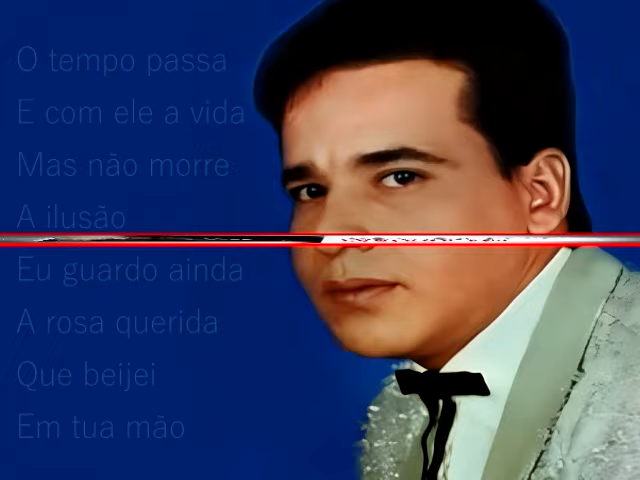 O tempo passa
E com ele a vida
Mas não morre
A ilusão
Eu guardo ainda
A rosa querida
Que beijei
Em tua mão